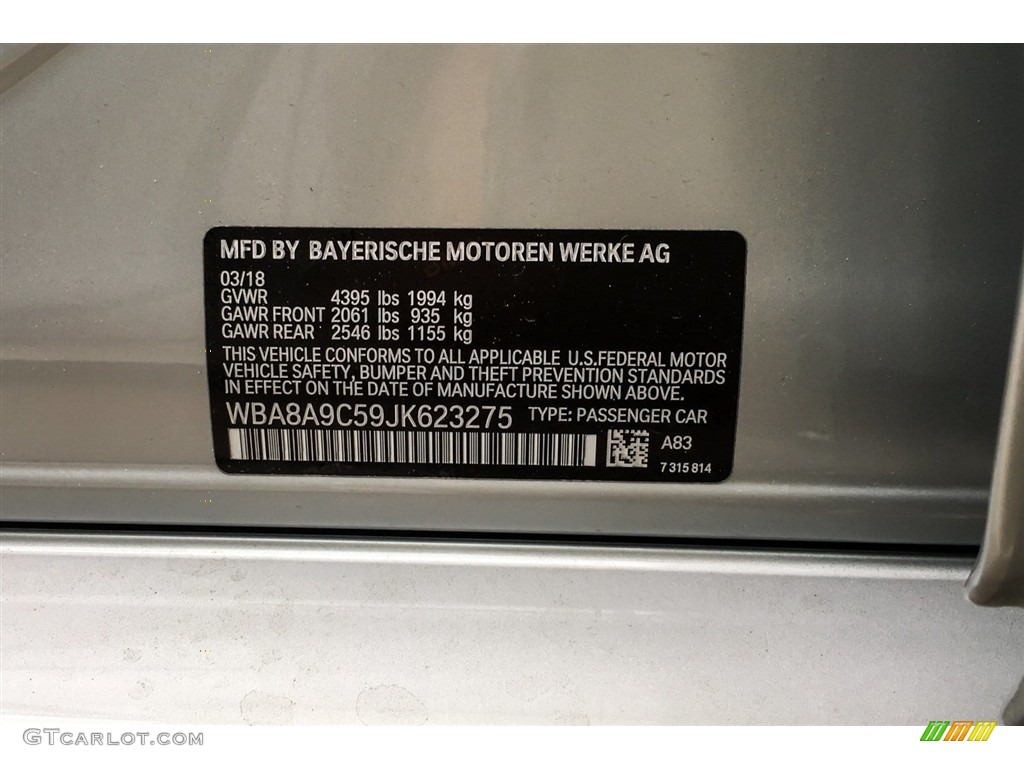 MFD BY BAYERISCHE MOTOREN WERKE AG
03/18
GVWR 4395 lbs 1994 kg
GAWR FRONT 2061 lbs 935 kg
GAWR REAR 2546 lbs 1155 kg
THIS VEHICLE CONFORMS TO ALL APPLICABLE U.S.FEDERAL MOTOR
VEHICLE SAFETY, BUMPER AND THEFT PREVENTION STANDARDS
IN EFFECT ON THE DATE OF MANUFACTURE SHOWN ABOVE.
WBA8A9C59JK623275 TYPE: PASSENGER CAR
A83
7 315 814
GTCARLOT.COM